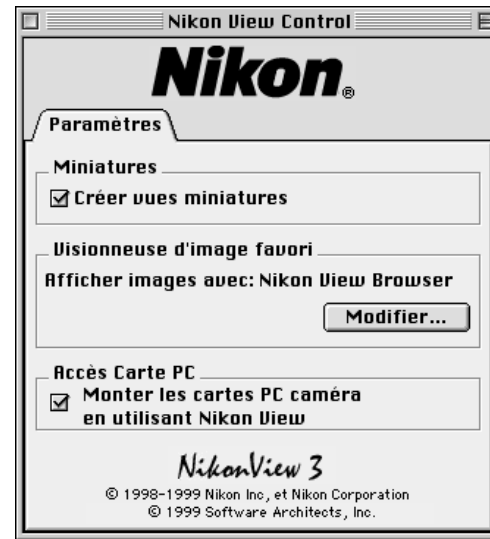 Nikon View Control
Nikon®
Paramètres
Miniatures
Créer vues miniatures
Visionneuse d'image favori
Afficher images avec: Nikon View Browser
Modifier...
Accès Carte PC
Monter les cartes PC caméra
en utilisant Nikon View
NikonView 3
© 1998-1999 Nikon Inc, et Nikon Corporation
© 1999 Software Architects, Inc.